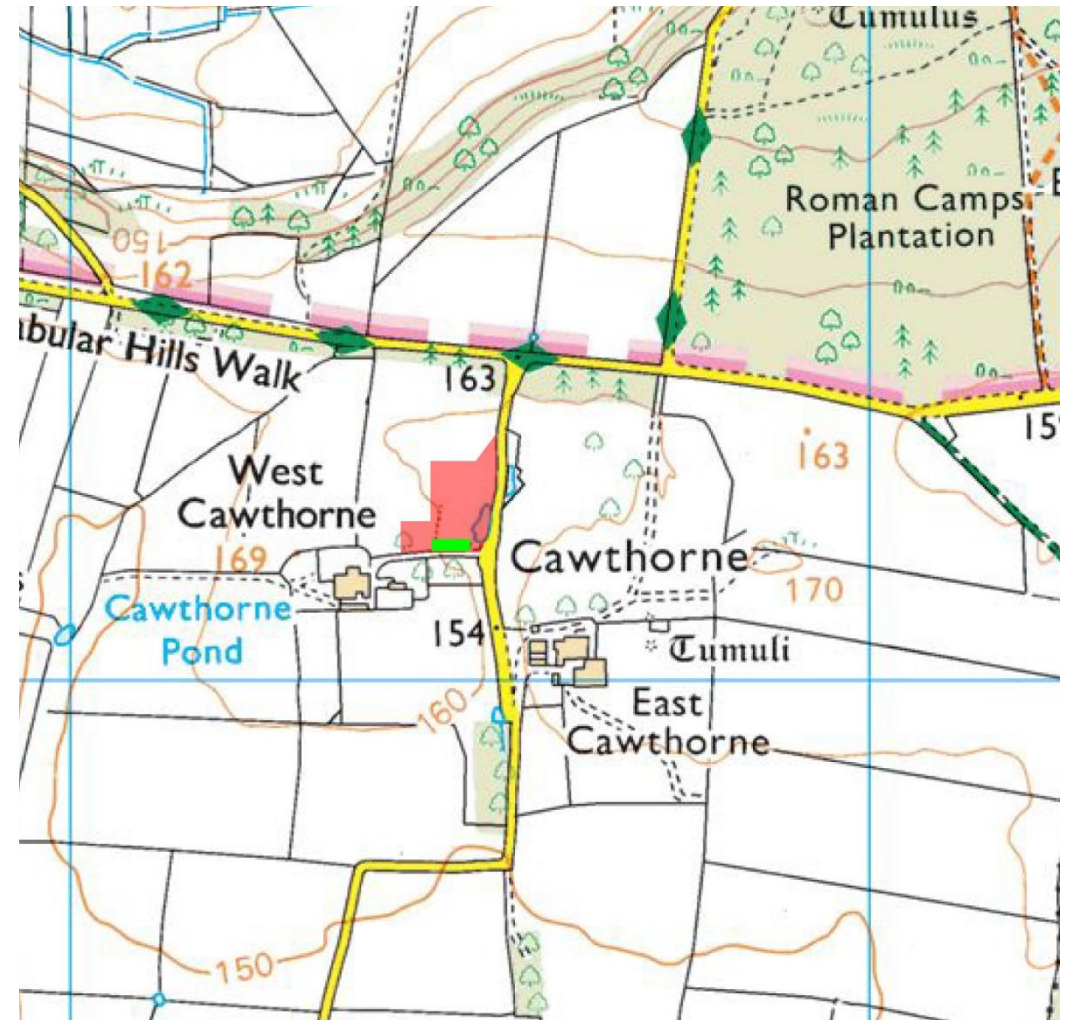 Tumulus
Roman Camps
Plantation
150
162
Hills Walk
163
163
West
Cawthorne
169
Cawthorne
170
Cawthorne
Pond
154
Tumuli
160
East
Cawthorne
150